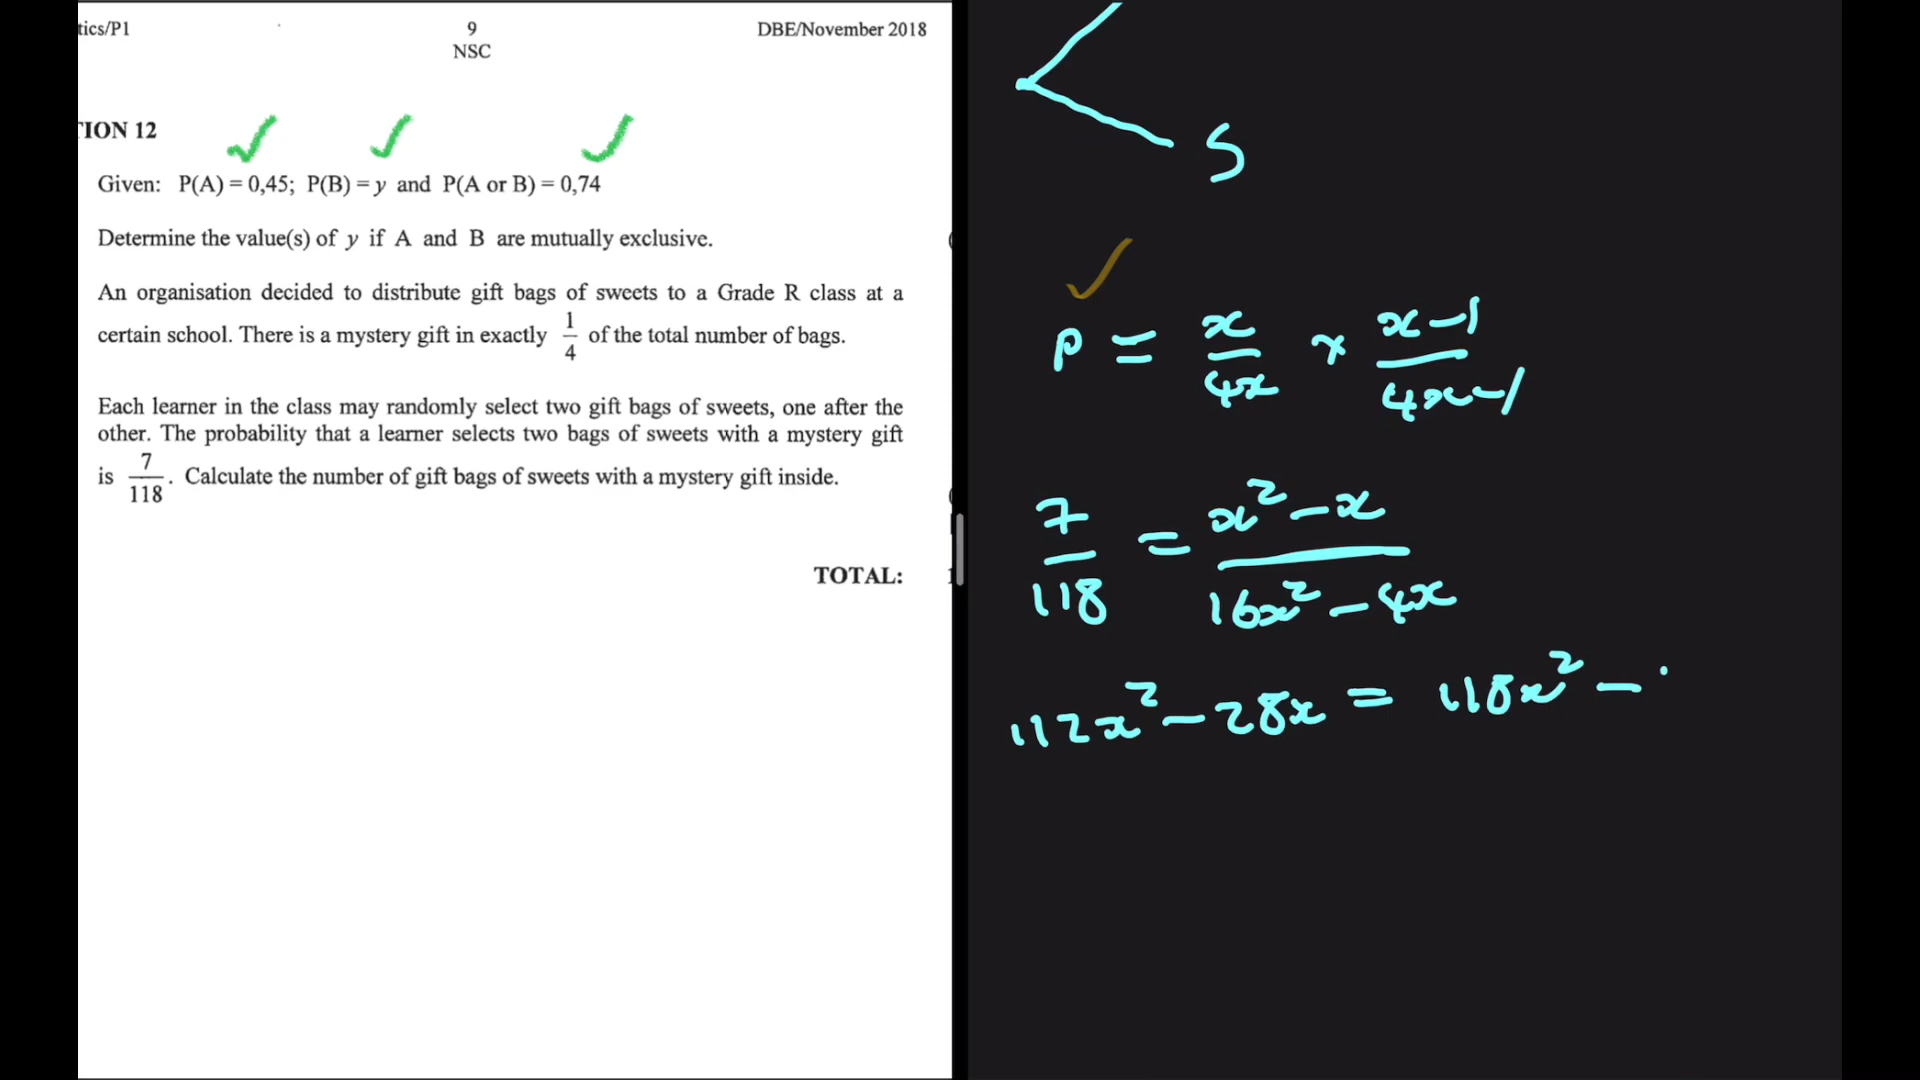 tics/P1
9
DBE/November 2018
NSC
TION 12
Given: P(A) = 0,45; P(B) = y and P(A or B) = 0,74
Determine the value(s) of y if A and B are mutually exclusive.
An organisation decided to distribute gift bags of sweets to a Grade R class at a
certain school. There is a mystery gift in exactly 1/4 of the total number of bags.
Each learner in the class may randomly select two gift bags of sweets, one after the
other. The probability that a learner selects two bags of sweets with a mystery gift
is 7/118. Calculate the number of gift bags of sweets with a mystery gift inside.
TOTAL:
S
P = x/4x × x-1/4x-1
7/118 = x² - x/16x² - 4x
112x² - 28x = 118x² -